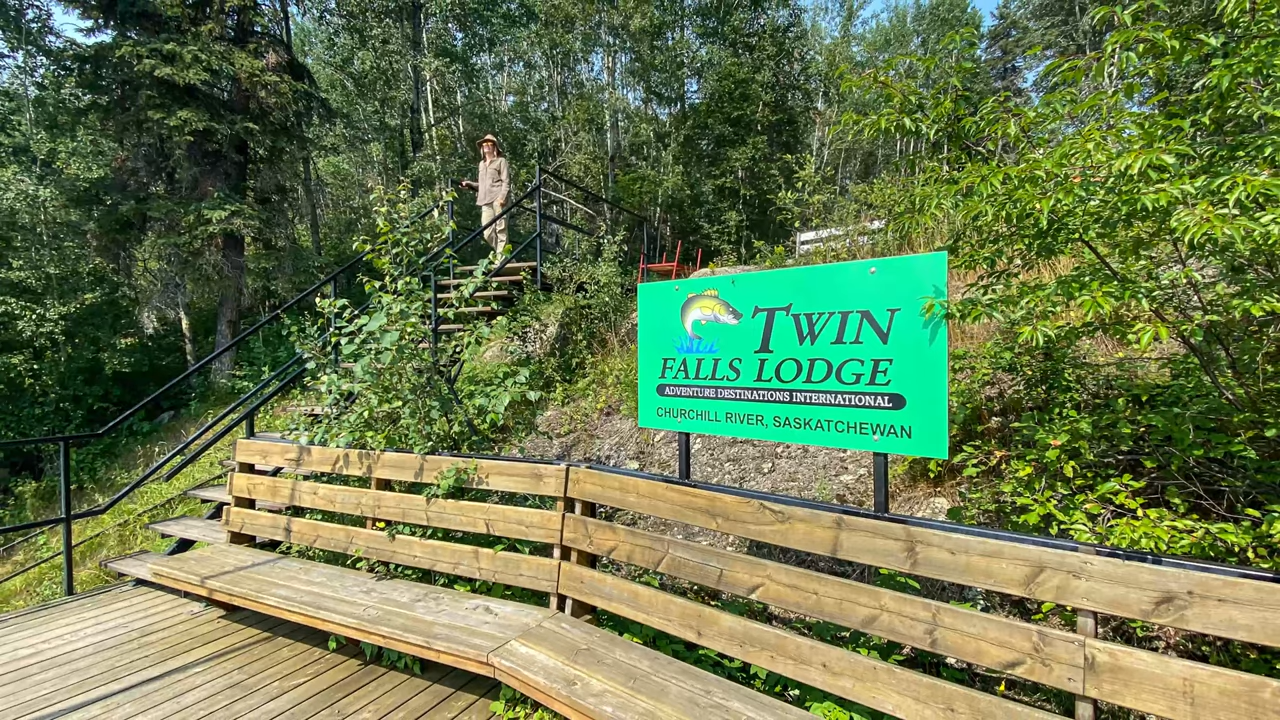 TWIN
FALLS LODGE
ADVENTURE DESTINATIONS INTERNATIONAL
CHURCHILL RIVER, SASKATCHEWAN